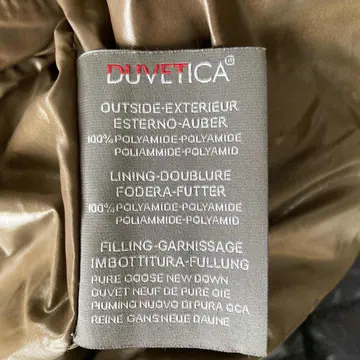 DUVETICA®
OUTSIDE-EXTERIEUR
ESTERNO-AUBER
100% POLYAMIDE-POLYAMIDE
POLIAMMIDE-POLYAMID
LINING-DOUBLURE
FODERA-FUTTER
100% POLYAMIDE-POLYAMIDE
POLIAMMIDE-POLYAMID
FILLING-GARNISSAGE
IMBOTTITURA-FULLUNG
PURE GOOSE NEW DOWN
DUVET NEUF DE PURE OIE
PIUMINO NUOVO DI PURA OCA
REINE GANS NEUE DAUNE